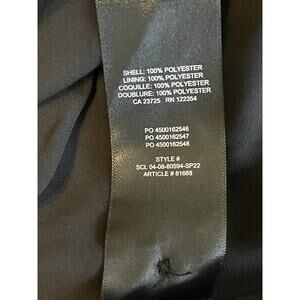 SHELL: 100% POLYESTER
LINING: 100% POLYESTER
COQUILLE: 100% POLYESTER
DOUBLURE: 100% POLYESTER
CA 23725 RN 122354
PO 4500162546
PO 4500162547
PO 4500162548
STYLE #
SCL 04-08-80594-SP22
ARTICLE # 81688